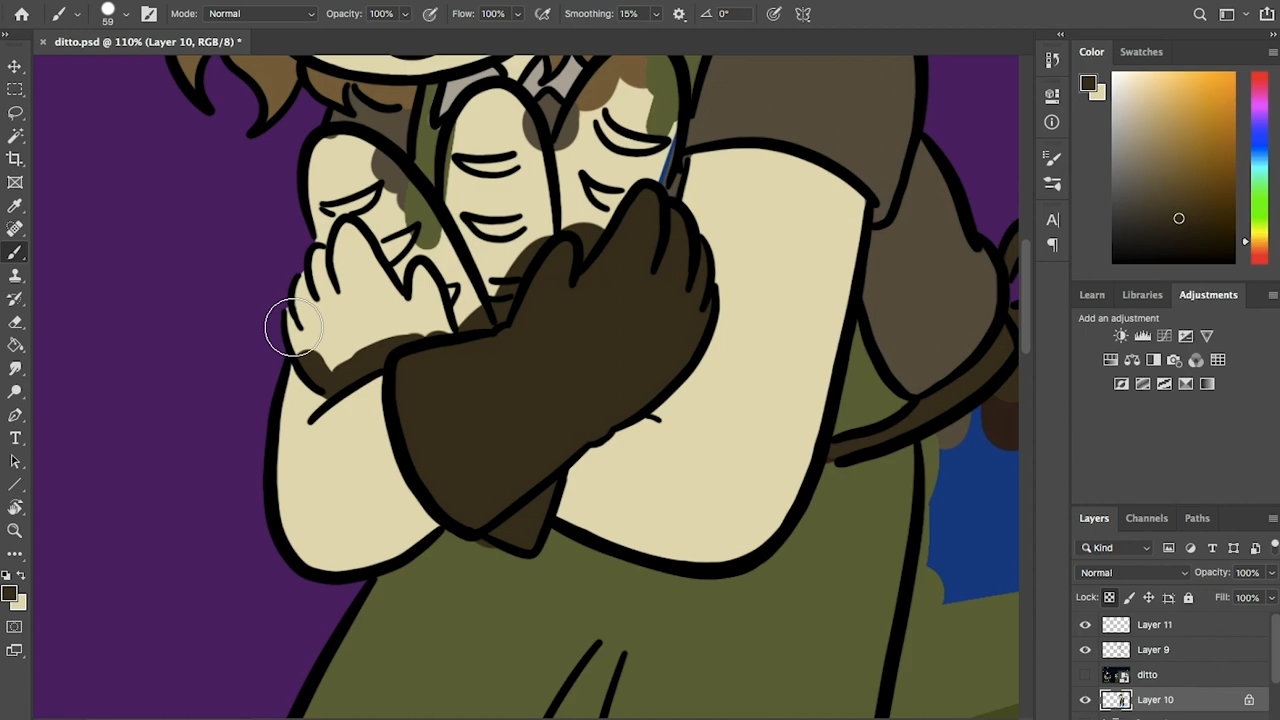 59 Mode: Normal Opacity: 100% Flow: 100% Smoothing: 15% 0°
ditto.psd @ 110% (Layer 10, RGB/8) *
Color Swatches
Learn Libraries Adjustments
Add an adjustment
Layers Channels Paths
Kind
Normal Opacity: 100%
Lock: Fill: 100%
Layer 11
Layer 9
ditto
Layer 10